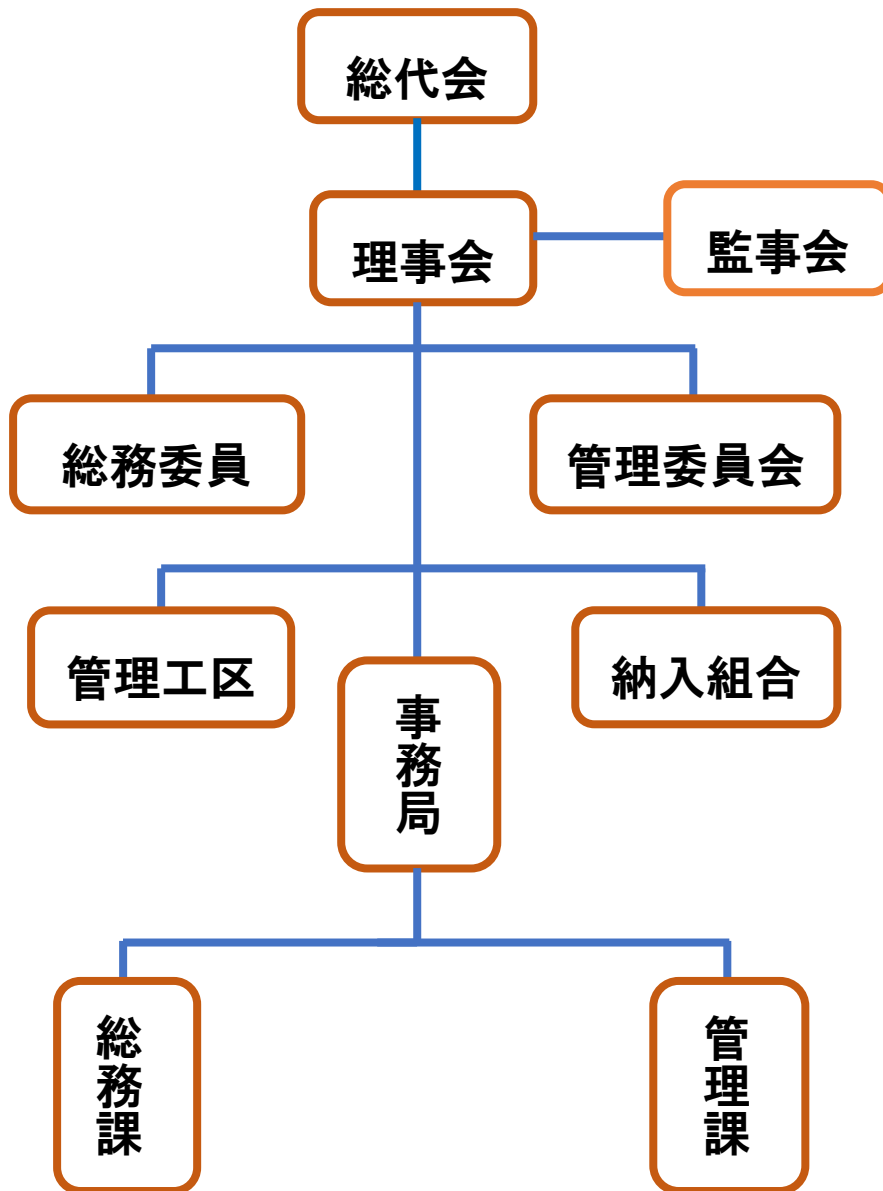 総代会
理事会
監事会
総務委員
管理委員会
管理工区
納入組合
事務局
総務課
管理課